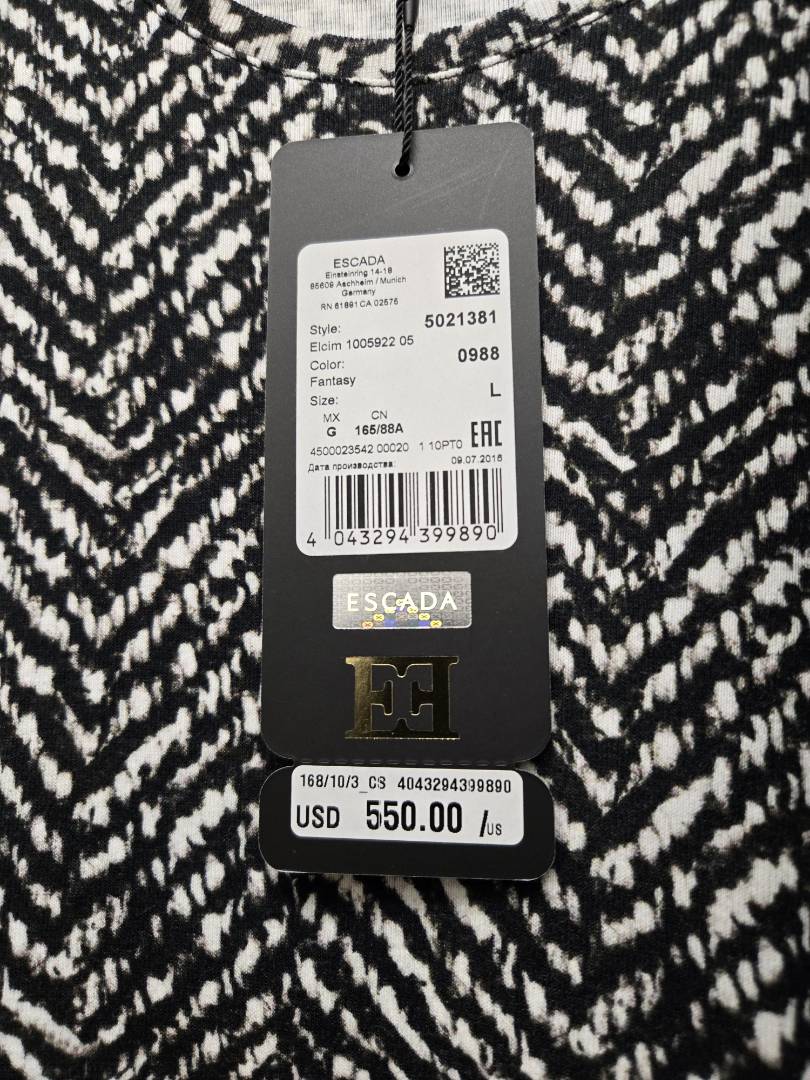 ESCADA
Einsteinring 14-18
85609 Aschheim / Munich
Germany
RN 61891 CA 02575
Style: 5021381
Elcim 1005922 05
Color: 0988
Fantasy
Size: L
MX CN
G 165/88A
4500023542 00020 1 10PT0 EAC
Дата производства: 09.07.2016
4 043294 399890
ESCADA
168/10/3_CS 4043294399890
USD 550.00 /US